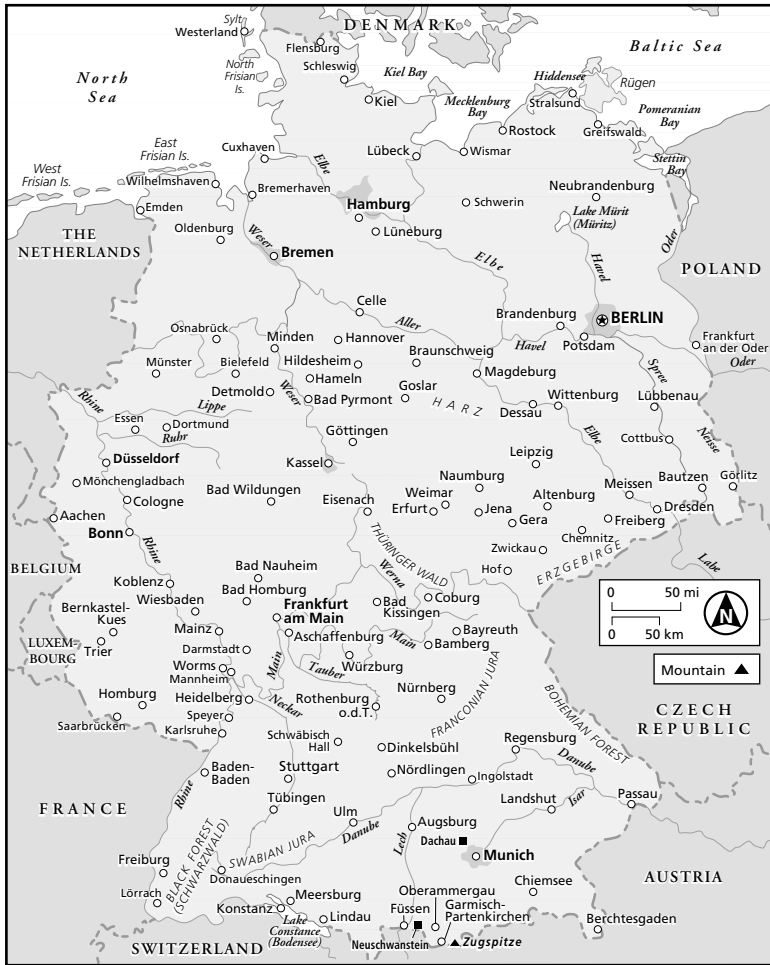 Sylt
DENMARK
Westerland
Flensburg
Baltic Sea
Schleswig
North
Frisian
Is.
Kiel Bay
Hiddensee
North
Sea
Rügen
Kiel
Mecklenburg
Bay
Stralsund
Pomeranian
Bay
Rostock
Greifswald
East
Frisian Is.
Cuxhaven
Elbe
Lübeck
Wismar
Stettin
Bay
West
Frisian Is.
Wilhelmshaven
Bremerhaven
Neubrandenburg
Emden
Hamburg
Schwerin
Lake Mürit
(Müritz)
THE
NETHERLANDS
Oldenburg
Lüneburg
Weser
Bremen
Elbe
Havel
Oder
POLAND
Celle
Aller
Brandenburg
BERLIN
Osnabrück
Minden
Hannover
Havel
Potsdam
Frankfurt
an der Oder
Oder
Münster
Bielefeld
Hildesheim
Braunschweig
Hameln
Magdeburg
Spree
Rhine
Detmold
Weser
Bad Pyrmont
Goslar
HARZ
Wittenburg
Lübbenau
Lippe
Dessau
Essen
Dortmund
Ruhr
Göttingen
Elbe
Cottbus
Neisse
Düsseldorf
Kassel
Leipzig
Mönchengladbach
Naumburg
Meissen
Bautzen
Görlitz
Cologne
Bad Wildungen
Eisenach
Weimar
Altenburg
Aachen
Erfurt
Jena
Gera
Freiberg
Dresden
Bonn
Rhine
Chemnitz
THÜRINGER WALD
Zwickau
ERZGEBIRGE
BELGIUM
Bad Nauheim
Werna
Hof
Labe
Koblenz
Bad Homburg
Wiesbaden
Coburg
0 50 mi
0 50 km
N
Bernkastel-
Kues
Frankfurt
am Main
Bad
Kissingen
Mainz
Aschaffenburg
Main
Bayreuth
LUXEM-
BOURG
Trier
Darmstadt
Bamberg
Worms
Main
Würzburg
Mountain
Mannheim
Tauber
Homburg
Heidelberg
Neckar
Rothenburg
o.d.T.
Nürnberg
FRANCONIAN JURA
BOHEMIAN FOREST
CZECH
REPUBLIC
Saarbrücken
Speyer
Karlsruhe
Schwäbisch
Hall
Dinkelsbühl
Regensburg
Danube
Baden-
Baden
Stuttgart
Nördlingen
Ingolstadt
Rhine
FRANCE
Tübingen
Landshut
Isar
Passau
Ulm
Danube
Augsburg
Lech
Dachau
Munich
BLACK FOREST
(SCHWARZWALD)
SWABIAN JURA
Freiburg
Donaueschingen
AUSTRIA
Lörrach
Meersburg
Oberammergau
Chiemsee
Konstanz
Lindau
Füssen
Garmisch-
Partenkirchen
Berchtesgaden
Lake
Constance
(Bodensee)
SWITZERLAND
Neuschwanstein
Zugspitze